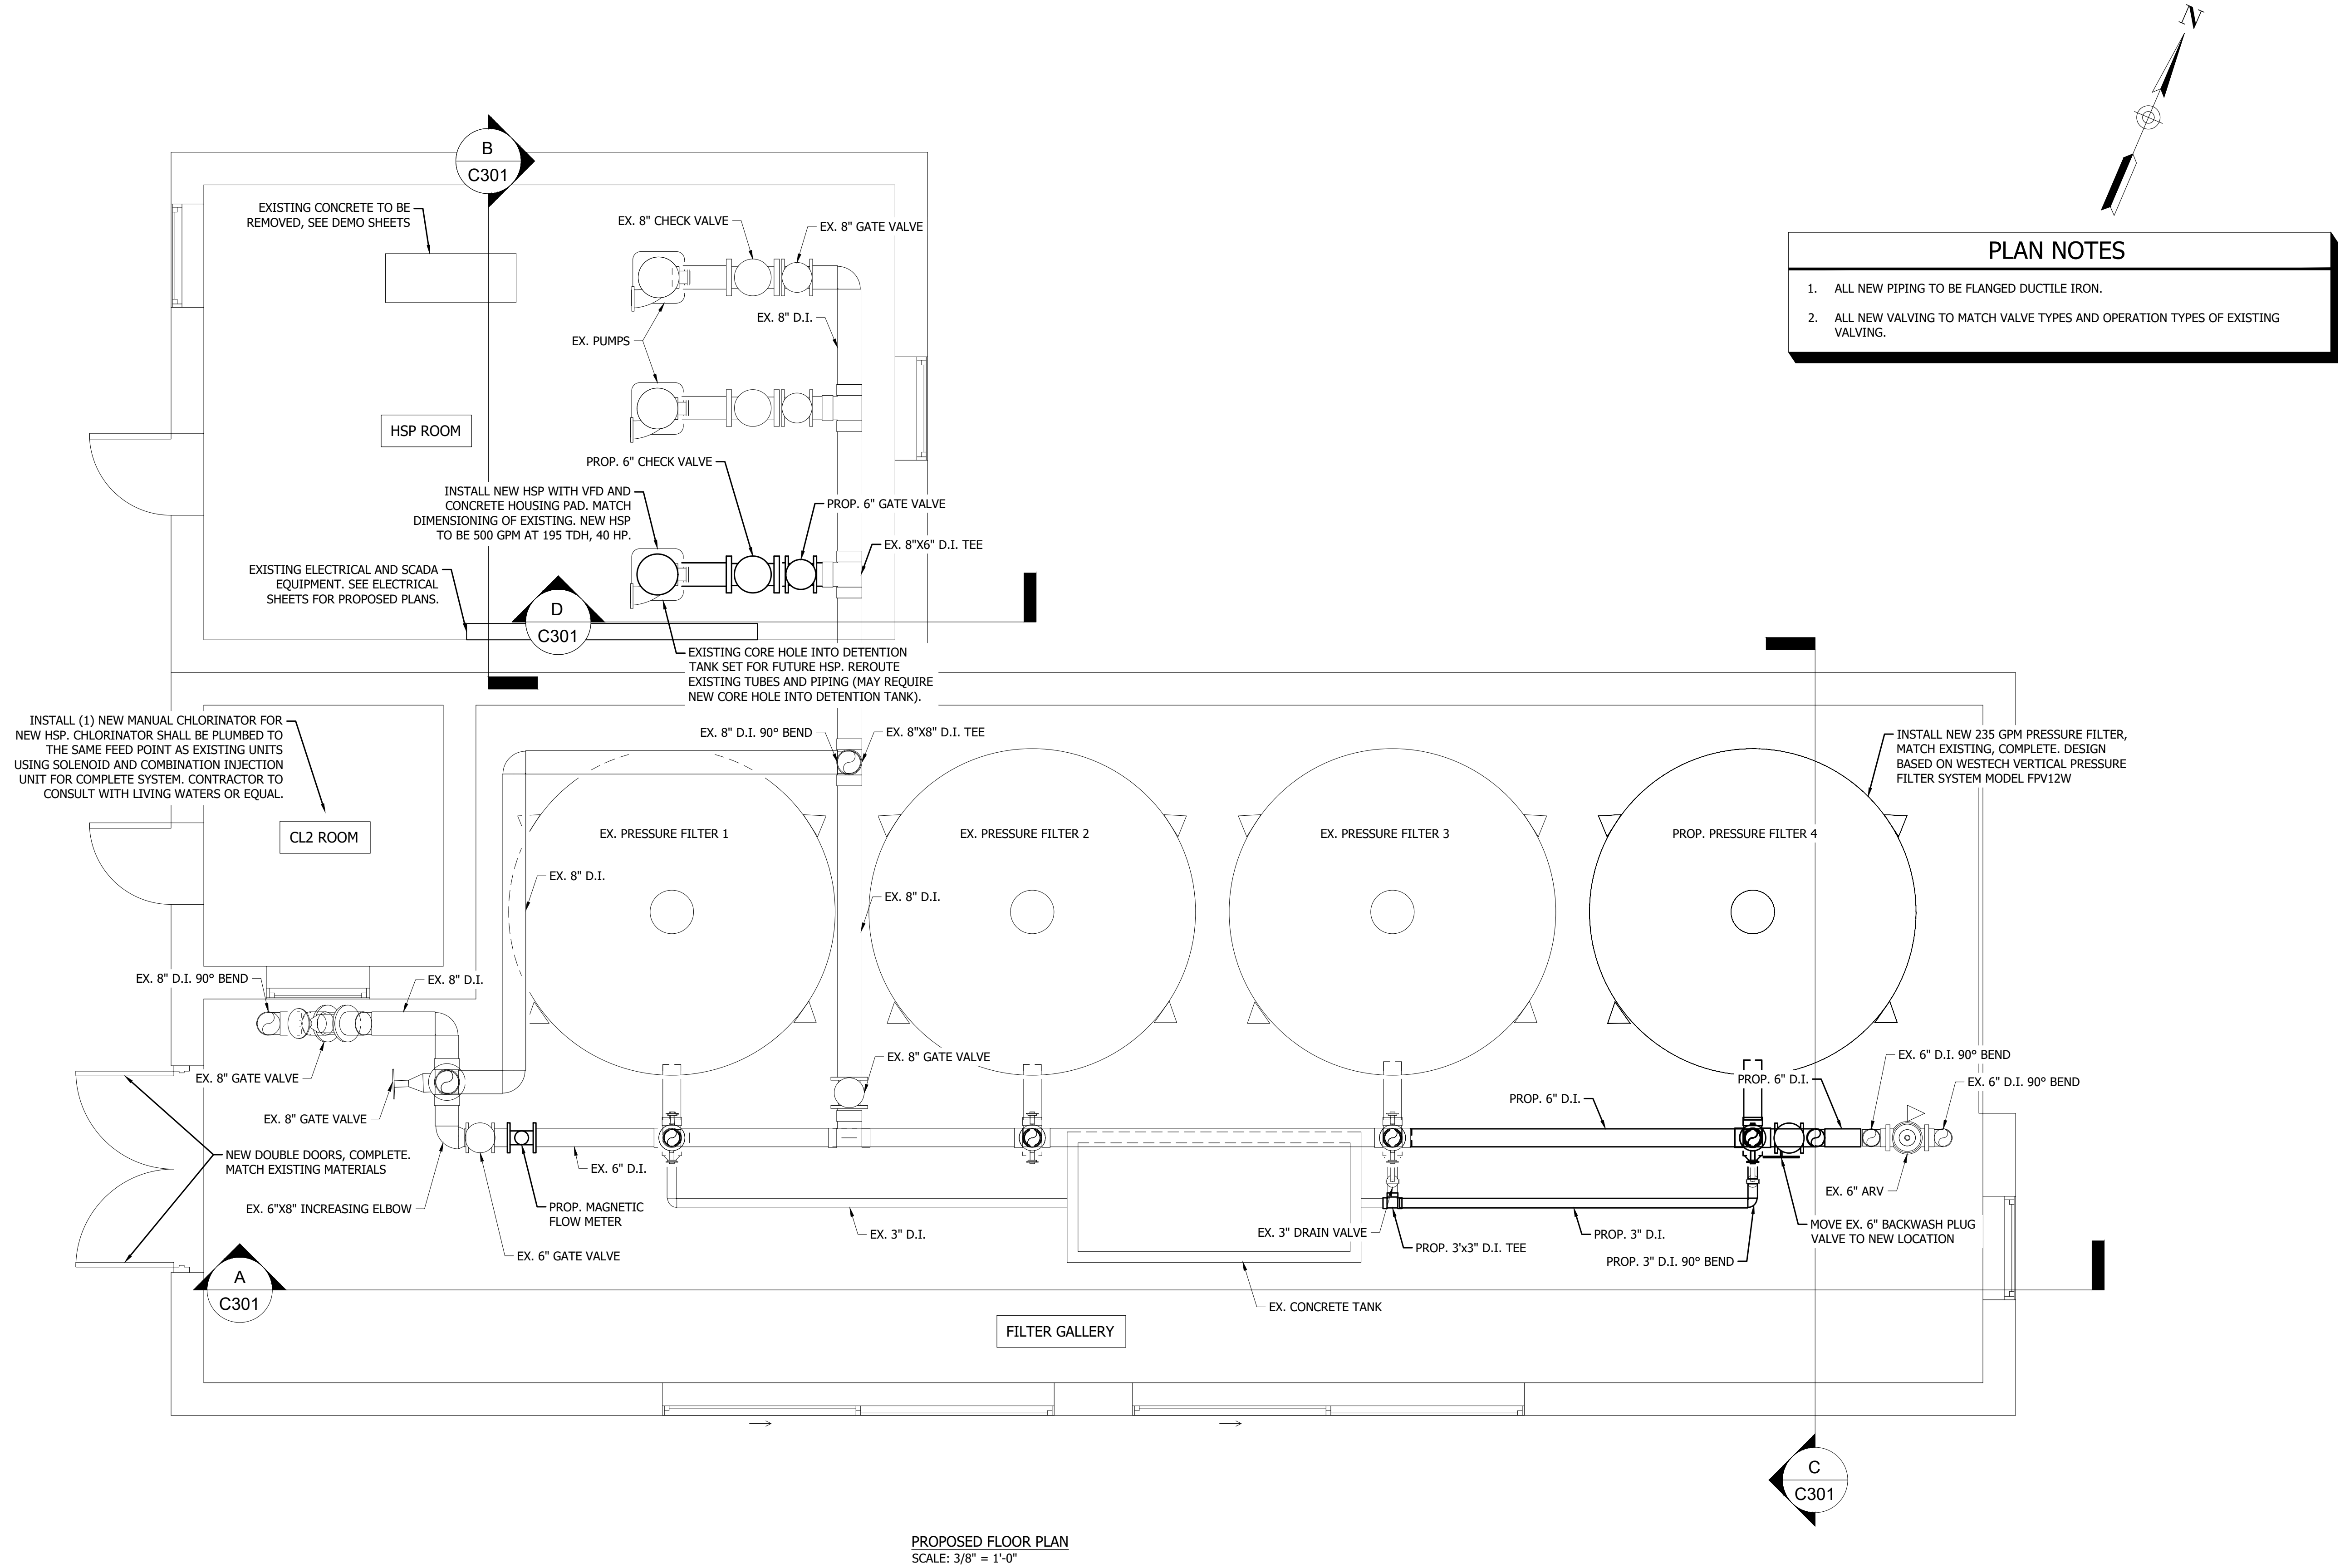 N
B
C301
EXISTING CONCRETE TO BE
REMOVED, SEE DEMO SHEETS
EX. 8" CHECK VALVE
EX. 8" GATE VALVE
EX. 8" D.I.
EX. PUMPS
PLAN NOTES
1. ALL NEW PIPING TO BE FLANGED DUCTILE IRON.
2. ALL NEW VALVING TO MATCH VALVE TYPES AND OPERATION TYPES OF EXISTING
VALVING.
HSP ROOM
PROP. 6" CHECK VALVE
INSTALL NEW HSP WITH VFD AND
CONCRETE HOUSING PAD. MATCH
DIMENSIONING OF EXISTING. NEW HSP
TO BE 500 GPM AT 195 TDH, 40 HP.
PROP. 6" GATE VALVE
EX. 8"X6" D.I. TEE
EXISTING ELECTRICAL AND SCADA
EQUIPMENT. SEE ELECTRICAL
SHEETS FOR PROPOSED PLANS.
D
C301
EXISTING CORE HOLE INTO DETENTION
TANK SET FOR FUTURE HSP. REROUTE
EXISTING TUBES AND PIPING (MAY REQUIRE
NEW CORE HOLE INTO DETENTION TANK).
INSTALL (1) NEW MANUAL CHLORINATOR FOR
NEW HSP. CHLORINATOR SHALL BE PLUMBED TO
THE SAME FEED POINT AS EXISTING UNITS
USING SOLENOID AND COMBINATION INJECTION
UNIT FOR COMPLETE SYSTEM. CONTRACTOR TO
CONSULT WITH LIVING WATERS OR EQUAL.
EX. 8" D.I. 90° BEND
EX. 8"X8" D.I. TEE
INSTALL NEW 235 GPM PRESSURE FILTER,
MATCH EXISTING, COMPLETE. DESIGN
BASED ON WESTECH VERTICAL PRESSURE
FILTER SYSTEM MODEL FPV12W
CL2 ROOM
EX. PRESSURE FILTER 1
EX. PRESSURE FILTER 2
EX. PRESSURE FILTER 3
PROP. PRESSURE FILTER 4
EX. 8" D.I.
EX. 8" D.I.
EX. 8" D.I. 90° BEND
EX. 8" D.I.
EX. 8" GATE VALVE
EX. 8" GATE VALVE
EX. 8" GATE VALVE
EX. 6" D.I. 90° BEND
EX. 6" D.I. 90° BEND
PROP. 6" D.I.
PROP. 6" D.I.
NEW DOUBLE DOORS, COMPLETE.
MATCH EXISTING MATERIALS
EX. 6" D.I.
EX. 6"X8" INCREASING ELBOW
PROP. MAGNETIC
FLOW METER
EX. 6" GATE VALVE
EX. 3" D.I.
EX. 3" DRAIN VALVE
PROP. 3'x3" D.I. TEE
PROP. 3" D.I.
PROP. 3" D.I. 90° BEND
EX. 6" ARV
MOVE EX. 6" BACKWASH PLUG
VALVE TO NEW LOCATION
A
C301
EX. CONCRETE TANK
FILTER GALLERY
C
C301
PROPOSED FLOOR PLAN
SCALE: 3/8" = 1'-0"